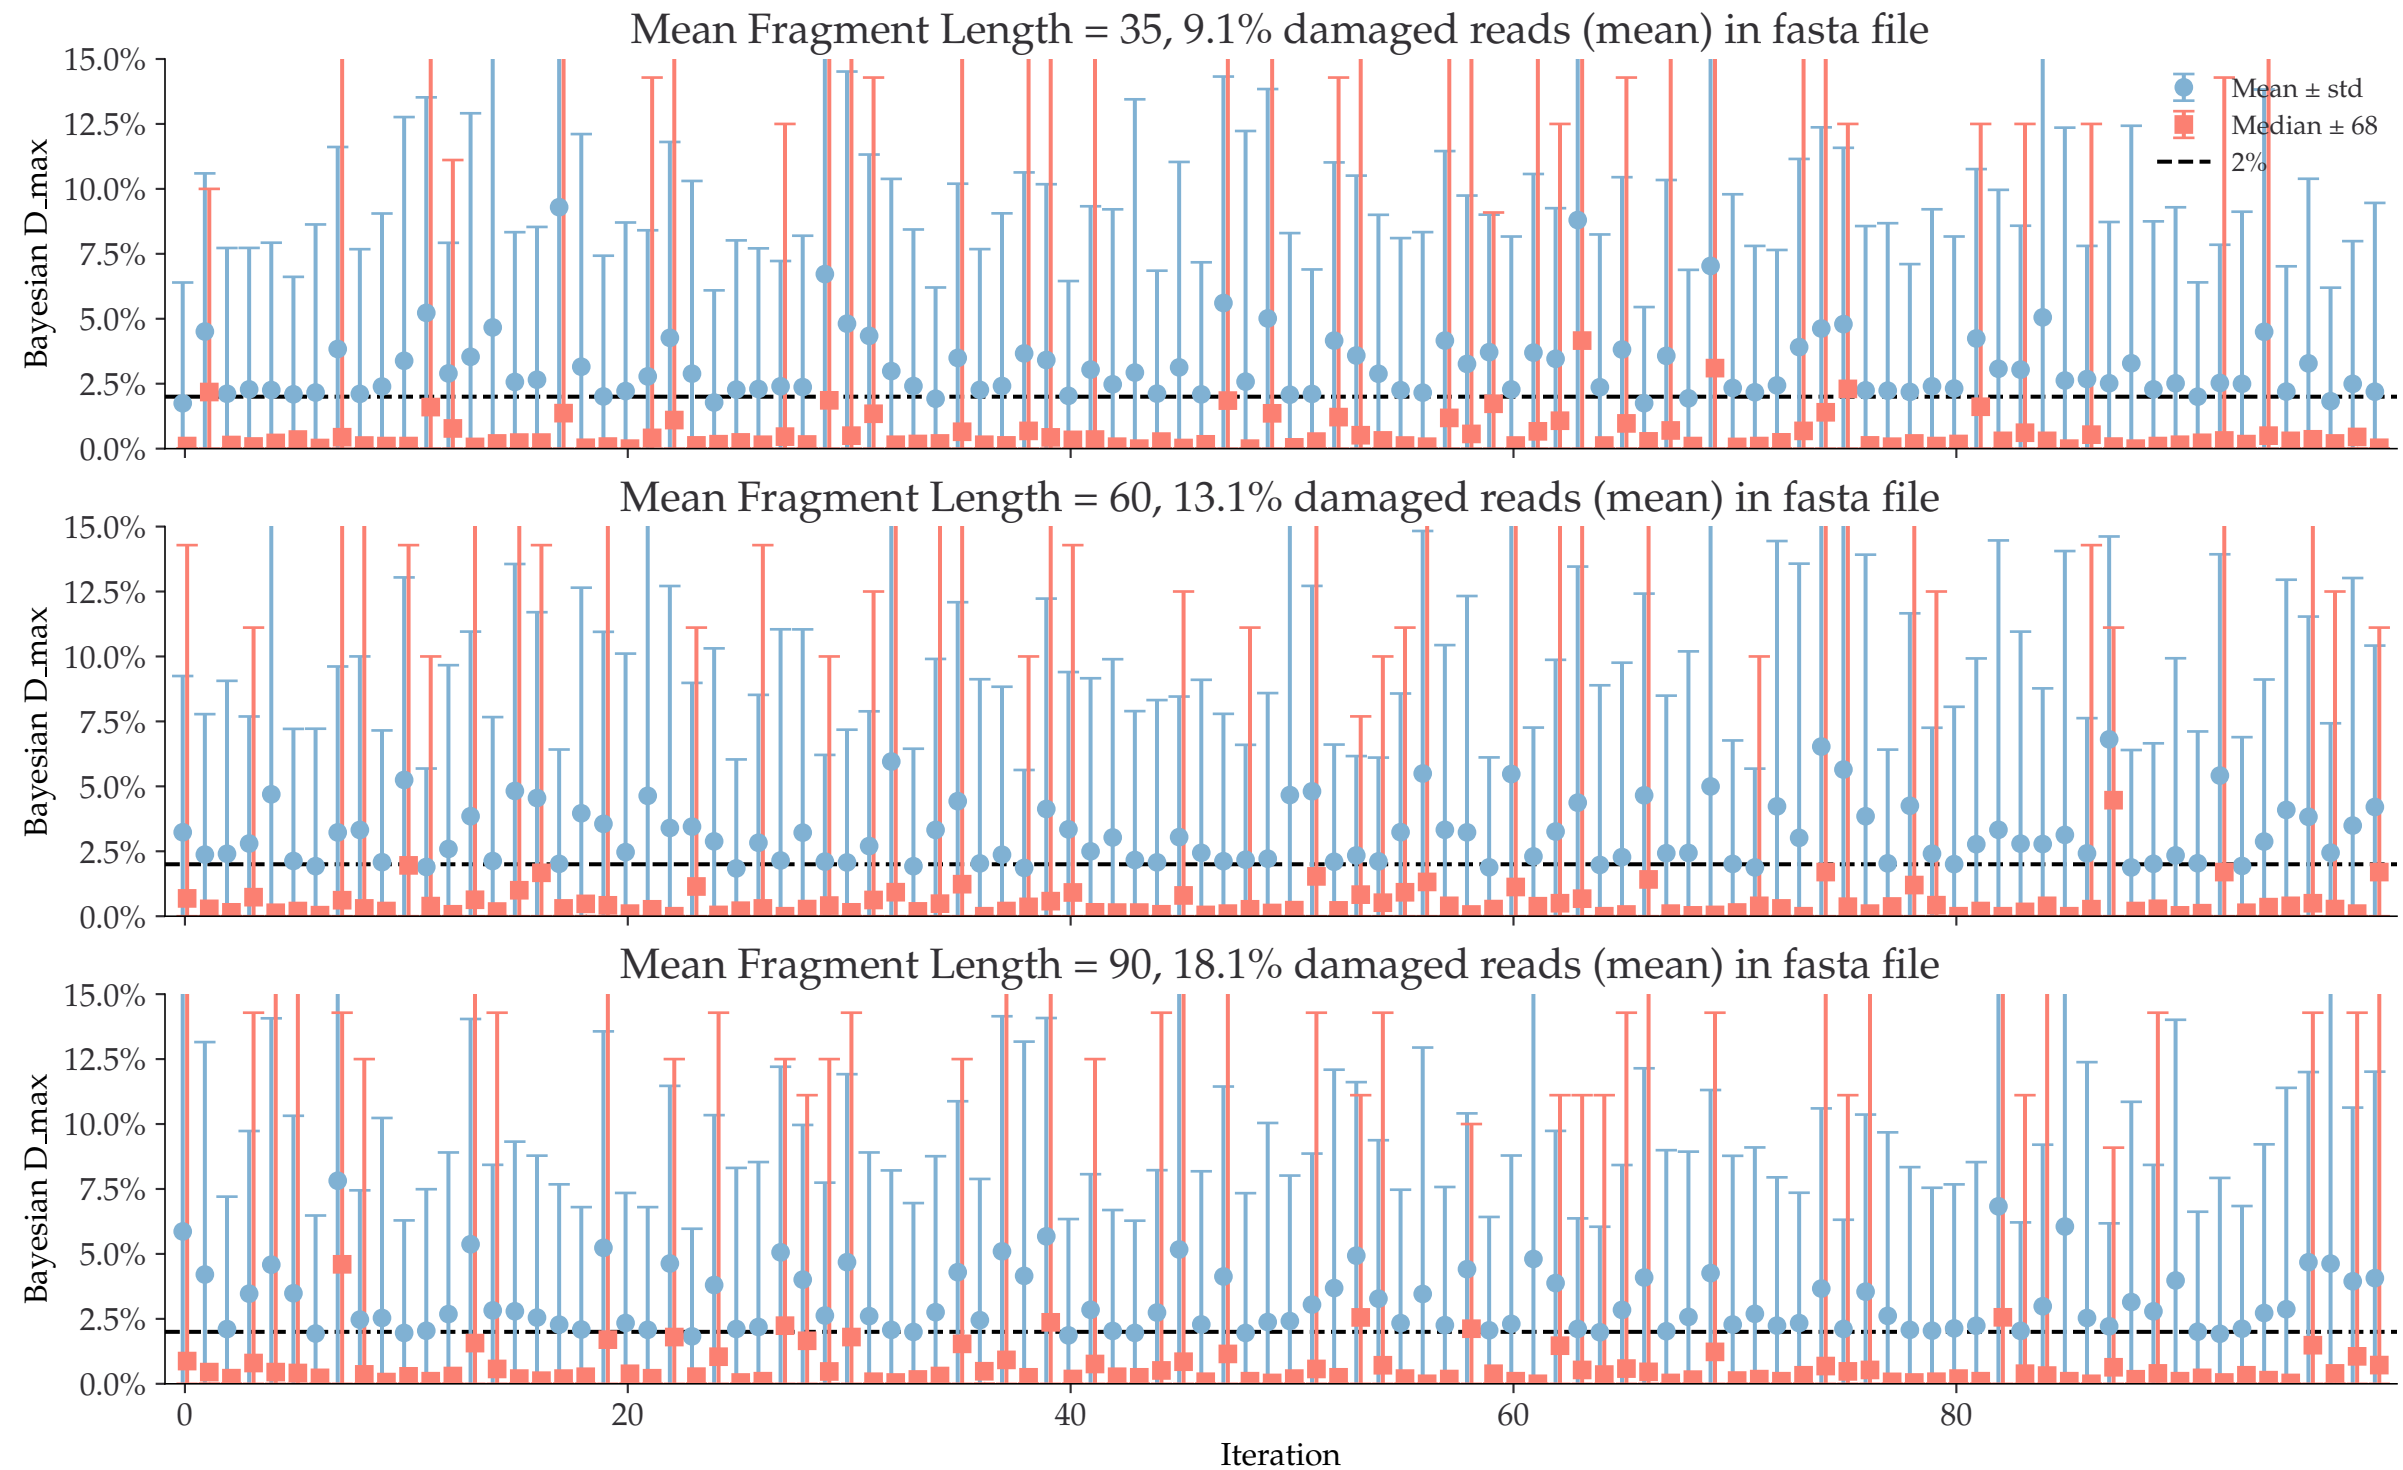 Mean Fragment Length = 35, 9.1% damaged reads (mean) in fasta file
15.0%
12.5%
10.0%
7.5%
5.0%
2.5%
0.0%
Bayesian D_max
Mean ± std
Median ± 68
2%
Mean Fragment Length = 60, 13.1% damaged reads (mean) in fasta file
15.0%
12.5%
10.0%
7.5%
5.0%
2.5%
0.0%
Bayesian D_max
Mean Fragment Length = 90, 18.1% damaged reads (mean) in fasta file
15.0%
12.5%
10.0%
7.5%
5.0%
2.5%
0.0%
Bayesian D_max
0 20 40 60 80
Iteration